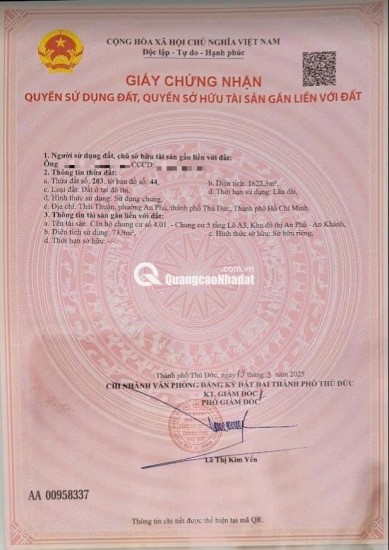 CỘNG HÒA XÃ HỘI CHỦ NGHĨA VIỆT NAM
Độc lập - Tự do - Hạnh phúc
GIẤY CHỨNG NHẬN
QUYỀN SỬ DỤNG ĐẤT, QUYỀN SỞ HỮU TÀI SẢN GẮN LIỀN VỚI ĐẤT
1. Người sử dụng đất, chủ sở hữu tài sản gắn liền với đất:
Ông CCCD:
2. Thông tin thửa đất:
a. Thửa đất số: 203, tờ bản đồ số: 44, b. Diện tích: 1622,3m²,
c. Loại đất: Đất ở tại đô thị, d. Thời hạn sử dụng: Lâu dài,
đ. Hình thức sử dụng: Sử dụng chung,
e. Địa chỉ: Thái Thuận, phường An Phú, thành phố Thủ Đức, Thành phố Hồ Chí Minh.
3. Thông tin tài sản gắn liền với đất:
a. Tên tài sản: Căn hộ chung cư số 4.01 - Chung cư 5 tầng Lô A5, Khu đô thị An Phú - An Khánh,
b. Diện tích sử dụng: 73,9m², c. Hình thức sở hữu: Sở hữu riêng,
d. Thời hạn sở hữu: -/-
.com.vn
QuangcaoNhadat
Thành phố Thủ Đức, ngày 19 tháng 3 năm 2025
CHI NHÁNH VĂN PHÒNG ĐĂNG KÝ ĐẤT ĐAI THÀNH PHỐ THỦ ĐỨC
KT. GIÁM ĐỐC
PHÓ GIÁM ĐỐC
Lê Thị Kim Yến
AA 00958337
Thông tin chi tiết được thể hiện tại mã QR.